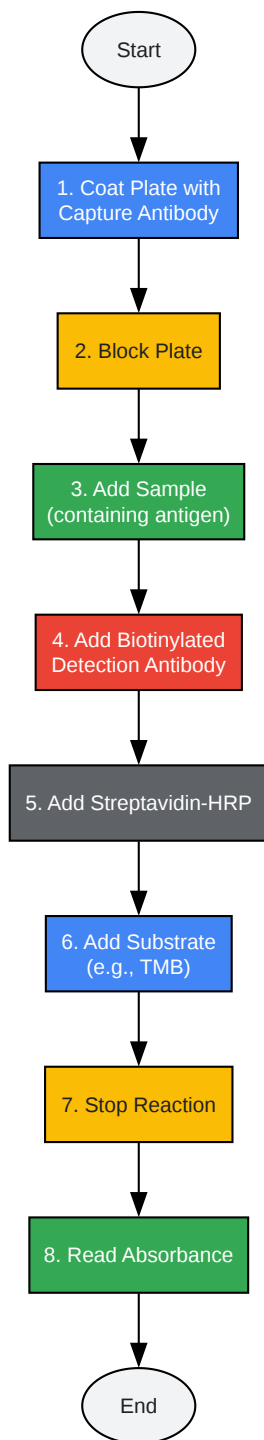 Start
1. Coat Plate with
Capture Antibody
2. Block Plate
3. Add Sample
(containing antigen)
4. Add Biotinylated
Detection Antibody
5. Add Streptavidin-HRP
6. Add Substrate
(e.g., TMB)
7. Stop Reaction
8. Read Absorbance
End